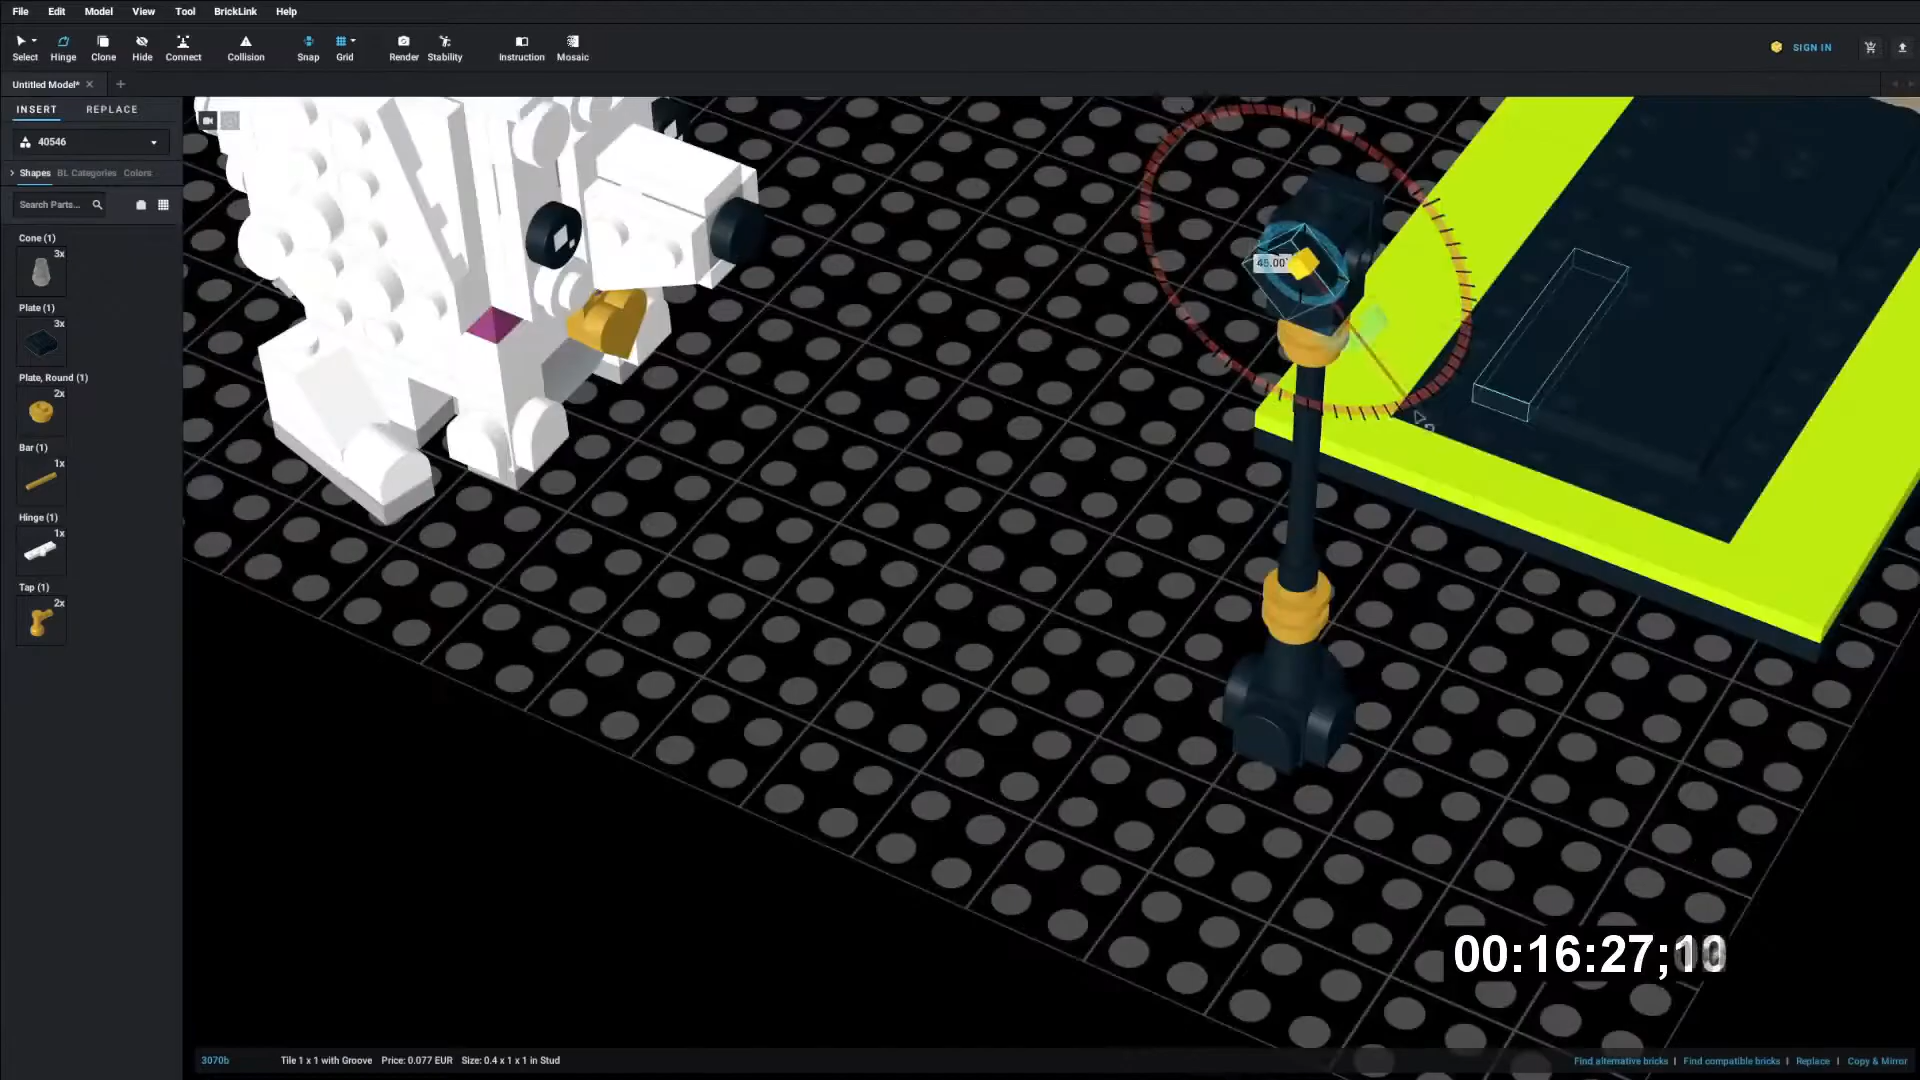 File Edit Model View Tool BrickLink Help
Select Hinge Clone Hide Connect Collision Snap Grid Render Stability Instruction Mosaic
SIGN IN
Untitled Model*
INSERT REPLACE
40546
Shapes BL Categories Colors
Search Parts...
Cone (1)
3x
Plate (1)
3x
Plate, Round (1)
2x
Bar (1)
1x
Hinge (1)
1x
Tap (1)
2x
45.00°
00:16:27;
3070b Tile 1 x 1 with Groove Price: 0.077 EUR Size: 0.4 x 1 x 1 in Stud
Find alternative bricks | Find compatible bricks | Replace | Copy & Mirror